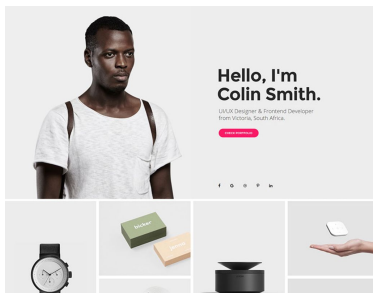 Hello, I'm
Colin Smith.
UI/UX Designer & Frontend Developer
from Victoria, South Africa.